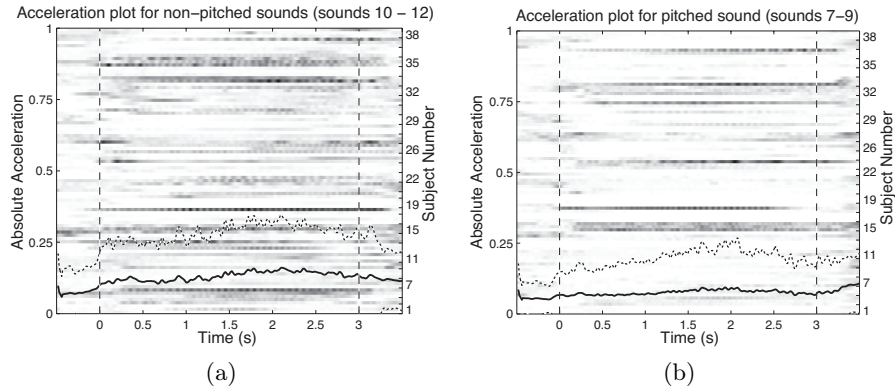 Acceleration plot for non−pitched sounds (sounds 10 − 12)
Absolute Acceleration
1
0.75
0.5
0.25
0
38
35
32
29
26
22
19
15
11
7
1
Subject Number
0 0.5 1 1.5 2 2.5 3 3.5
Time (s)
(a)
Acceleration plot for pitched sound (sounds 7−9)
Absolute Acceleration
1
0.75
0.5
0.25
0
38
35
32
29
26
22
19
15
11
7
1
Subject Number
0 0.5 1 1.5 2 2.5 3 3.5
Time (s)
(b)